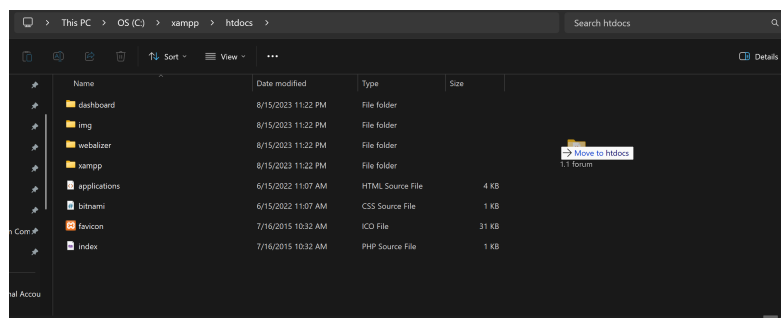 This PC > OS (C:) > xampp > htdocs > Search htdocs
Sort View ••• Details
Name Date modified Type Size
dashboard 8/15/2023 11:22 PM File folder
img 8/15/2023 11:22 PM File folder
webalizer 8/15/2023 11:22 PM File folder
→ Move to htdocs
xampp 8/15/2023 11:22 PM File folder
1.1 forum
applications 6/15/2022 11:07 AM HTML Source File 4 KB
bitnami 6/15/2022 11:07 AM CSS Source File 1 KB
favicon 7/16/2015 10:32 AM ICO File 31 KB
n Com
index 7/16/2015 10:32 AM PHP Source File 1 KB
nal Accou